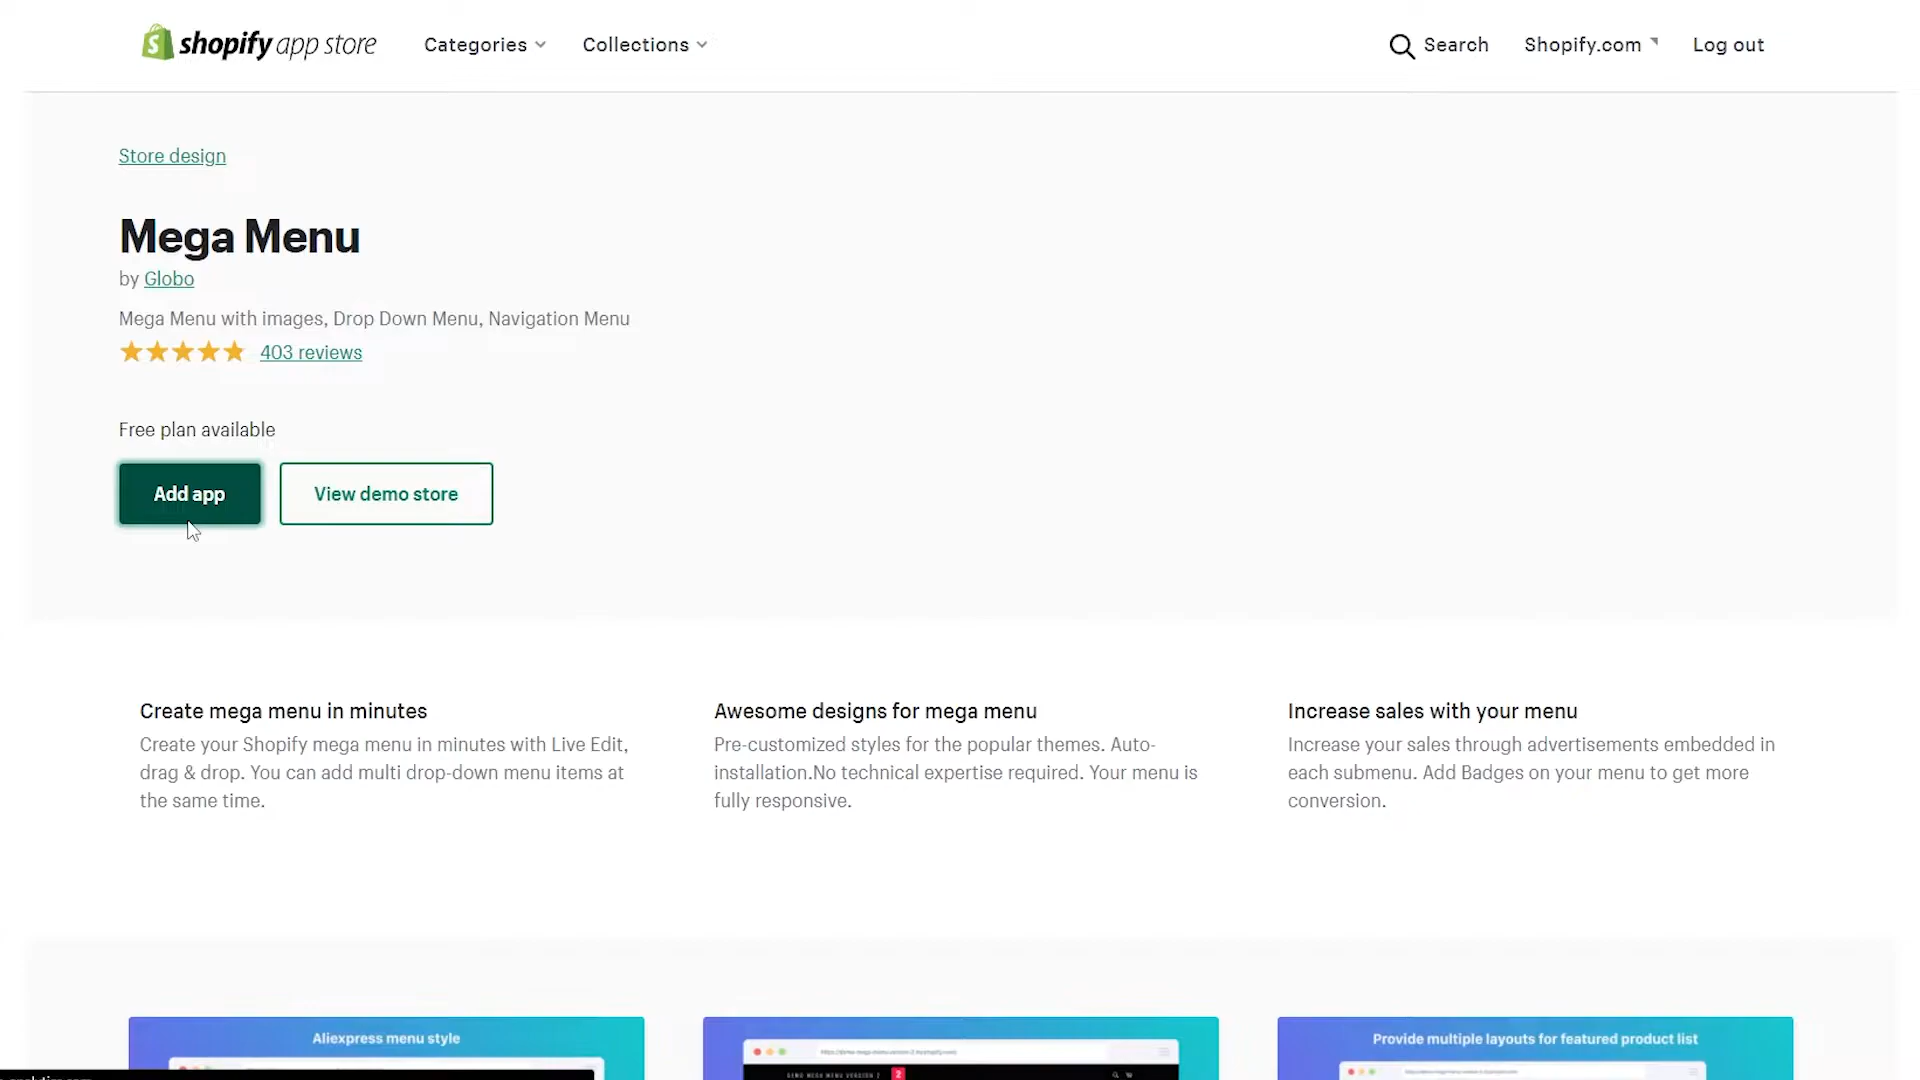 shopify app store Categories Collections Search Shopify.com Log out
Store design
Mega Menu
by Globo
Mega Menu with images, Drop Down Menu, Navigation Menu
403 reviews
Free plan available
Add app View demo store
Create mega menu in minutes
Create your Shopify mega menu in minutes with Live Edit,
drag & drop. You can add multi drop-down menu items at
the same time.
Awesome designs for mega menu
Pre-customized styles for the popular themes. Auto-
installation.No technical expertise required. Your menu is
fully responsive.
Increase sales with your menu
Increase your sales through advertisements embedded in
each submenu. Add Badges on your menu to get more
conversion.
Aliexpress menu style
DEMO MEGA MENU VERSION 2
2
Provide multiple layouts for featured product list